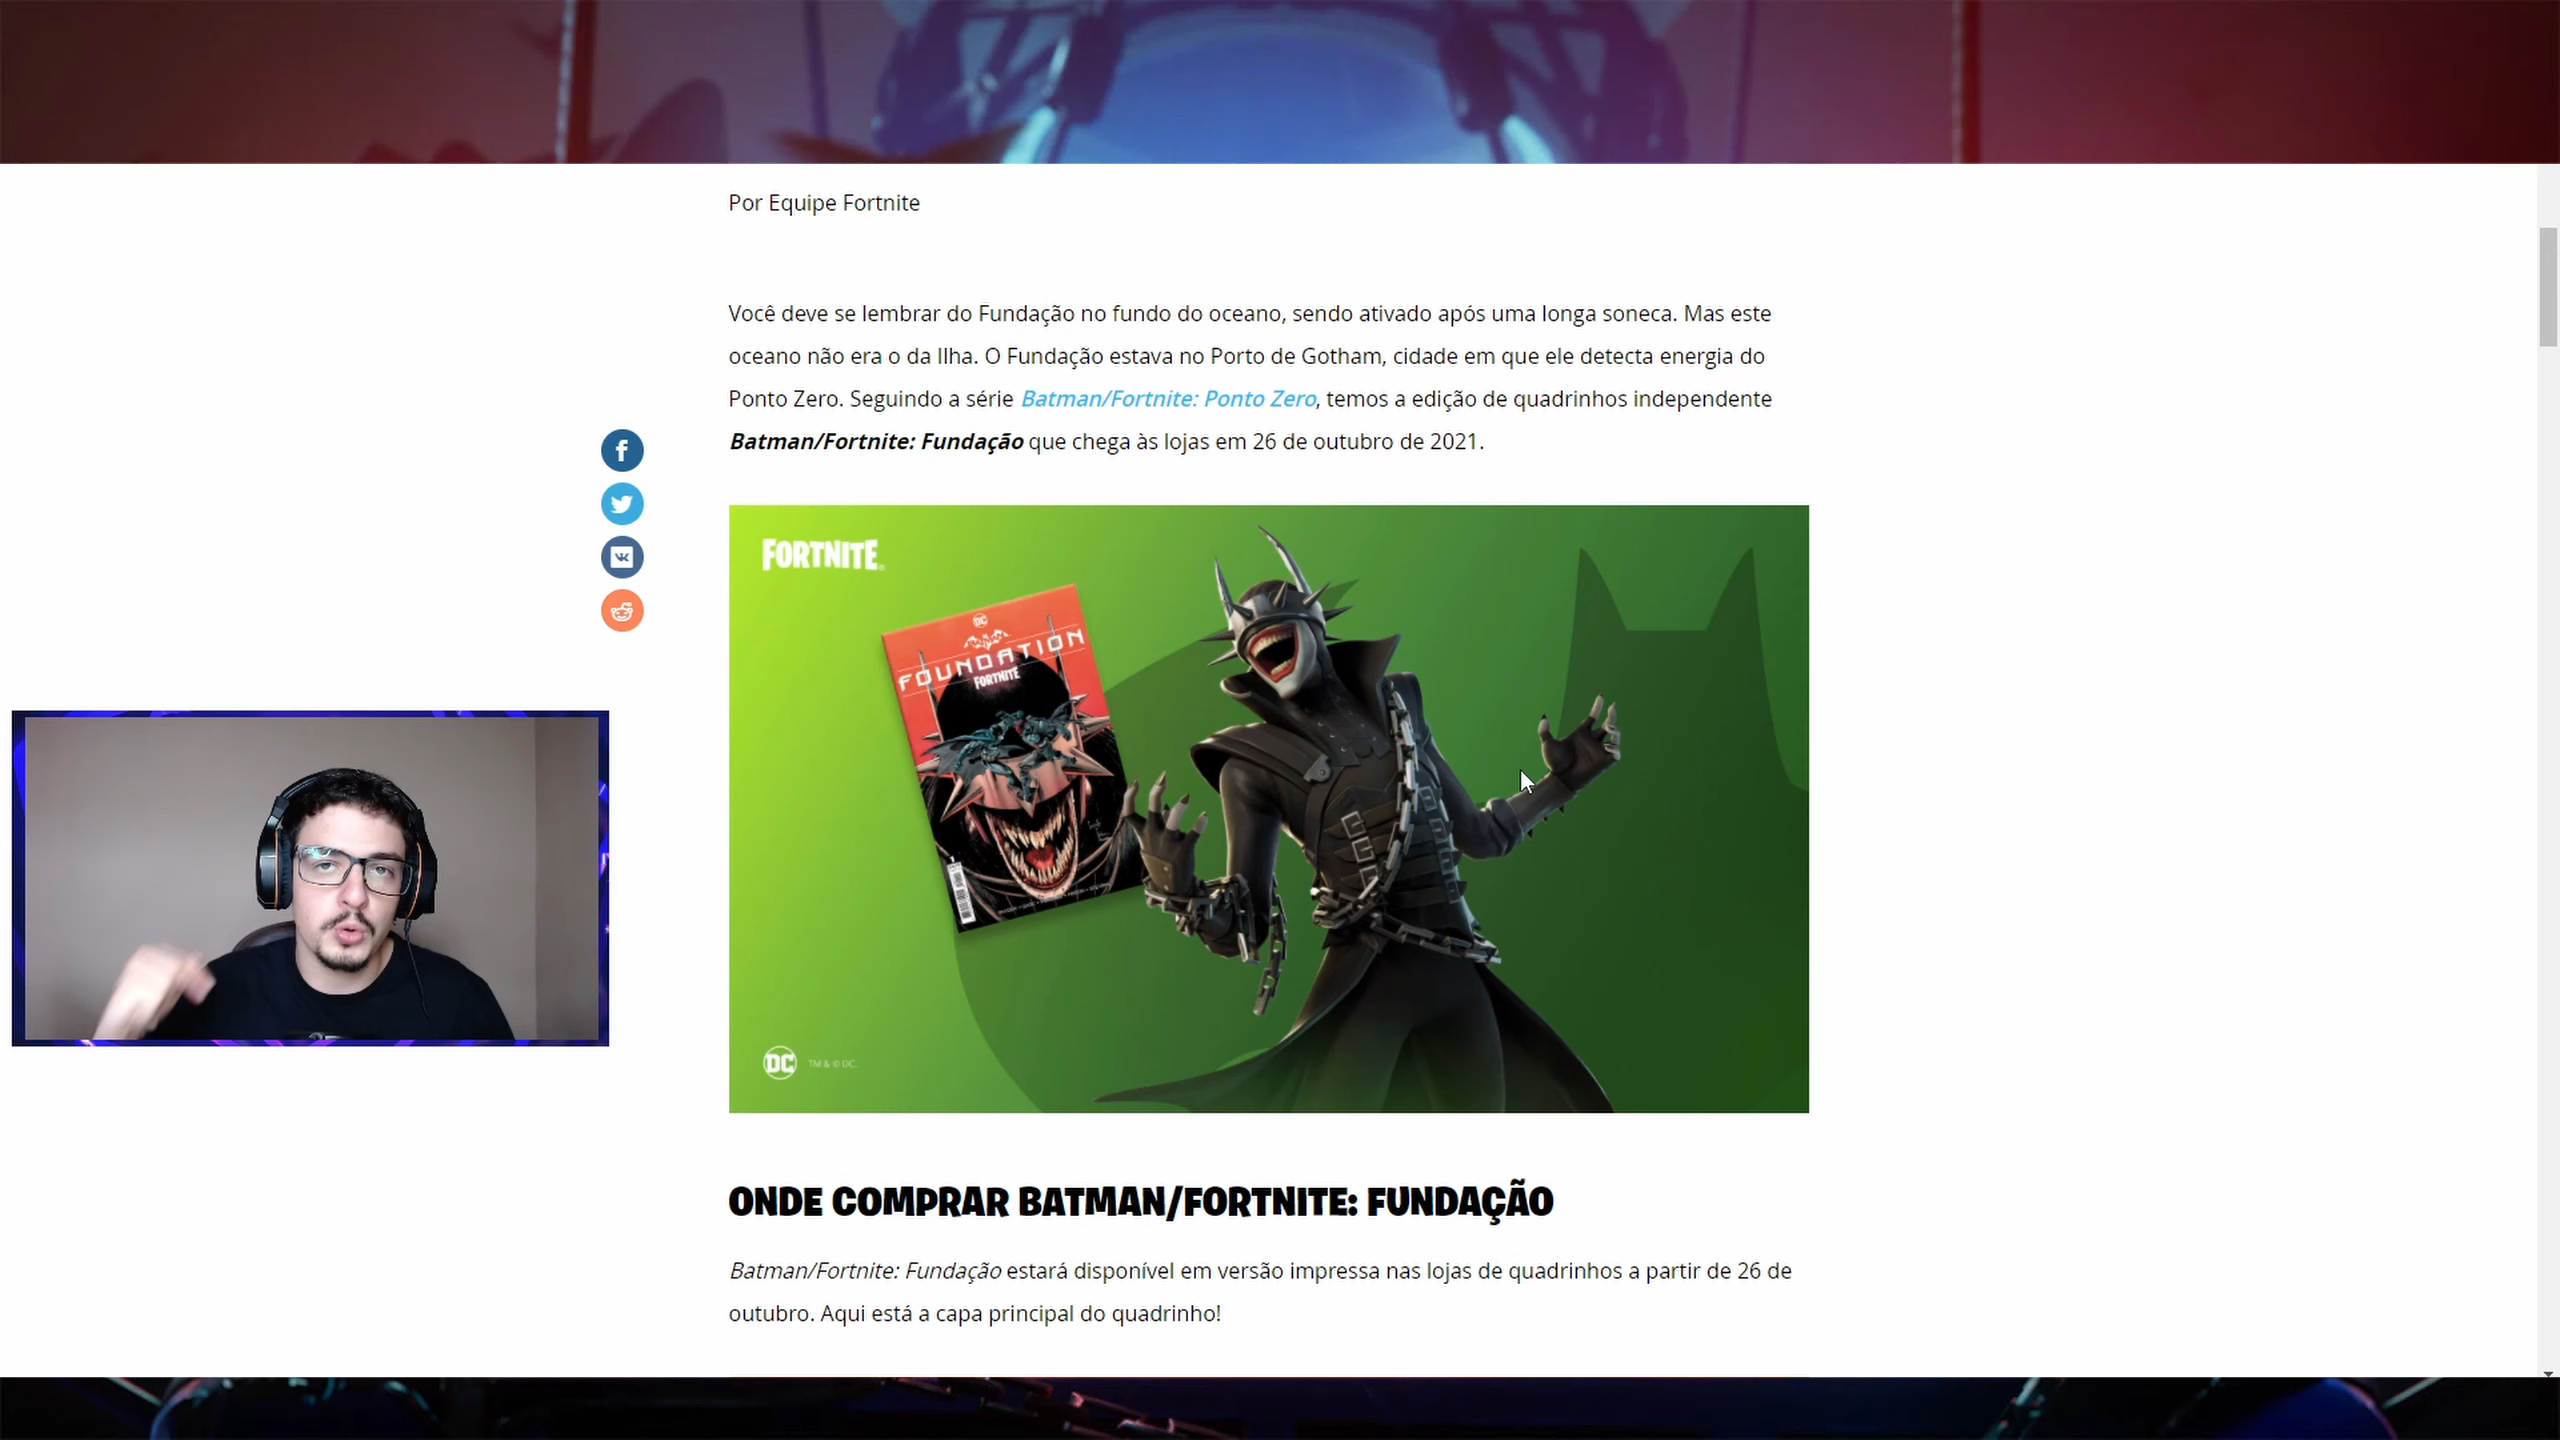 Por Equipe Fortnite
Você deve se lembrar do Fundação no fundo do oceano, sendo ativado após uma longa soneca. Mas este
oceano não era o da Ilha. O Fundação estava no Porto de Gotham, cidade em que ele detecta energia do
Ponto Zero. Seguindo a série Batman/Fortnite: Ponto Zero, temos a edição de quadrinhos independente
Batman/Fortnite: Fundação que chega às lojas em 26 de outubro de 2021.
FORTNITE
DC
FOUNDATION
FORTNITE
DC TM & © DC.
ONDE COMPRAR BATMAN/FORTNITE: FUNDAÇÃO
Batman/Fortnite: Fundação estará disponível em versão impressa nas lojas de quadrinhos a partir de 26 de
outubro. Aqui está a capa principal do quadrinho!